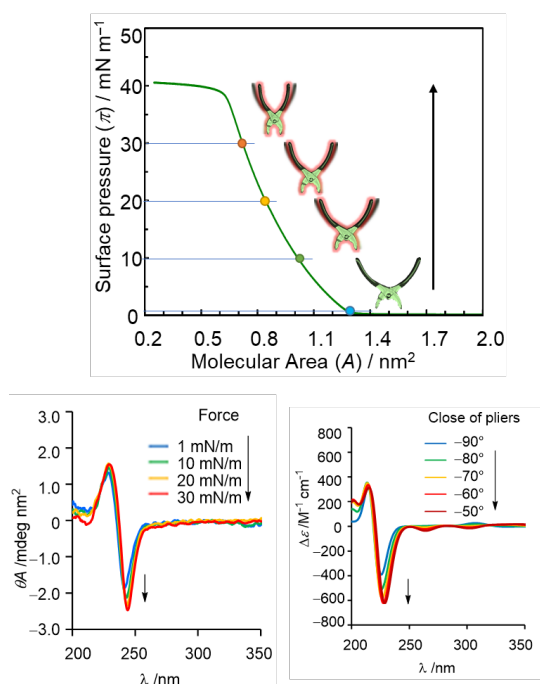 Surface pressure (π) / mN m⁻¹
50
40
30
20
10
0
0.2 0.5 0.8 1.1 1.4 1.7 2.0
Molecular Area (A) / nm²
Force
1 mN/m
10 mN/m
20 mN/m
30 mN/m
θA /mdeg nm²
3.0
2.0
1.0
0
−1.0
−2.0
−3.0
200 250 300 350
λ /nm
Close of pliers
−90°
−80°
−70°
−60°
−50°
Δε /M⁻¹ cm⁻¹
800
600
400
200
0
−200
−400
−600
−800
200 250 300 350
λ /nm